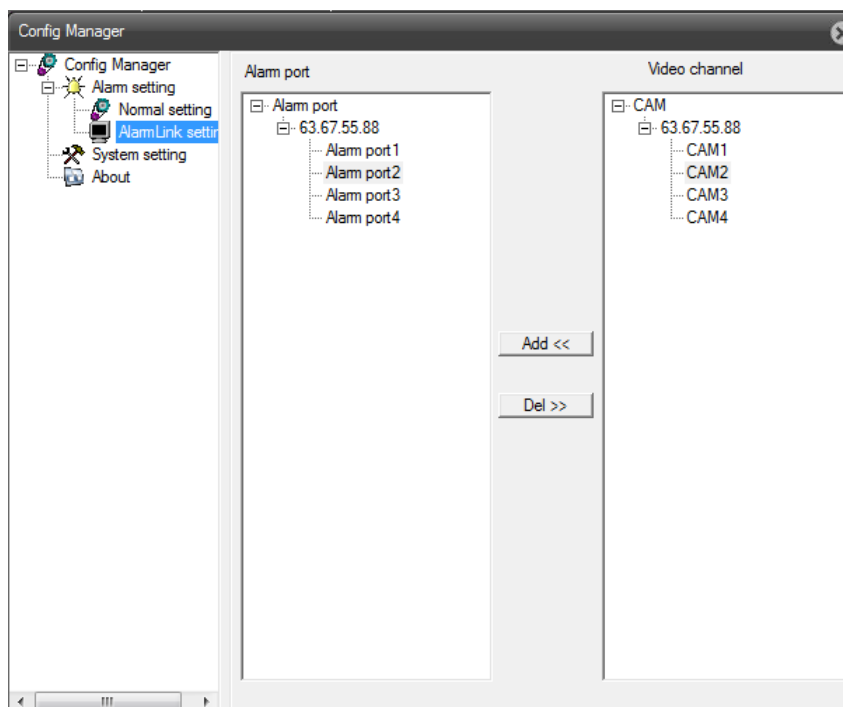 Config Manager
Config Manager
Alarm setting
Normal setting
AlarmLink settin
System setting
About
Alarm port
Alarm port
63.67.55.88
Alarm port1
Alarm port2
Alarm port3
Alarm port4
Add <<
Del >>
Video channel
CAM
63.67.55.88
CAM1
CAM2
CAM3
CAM4